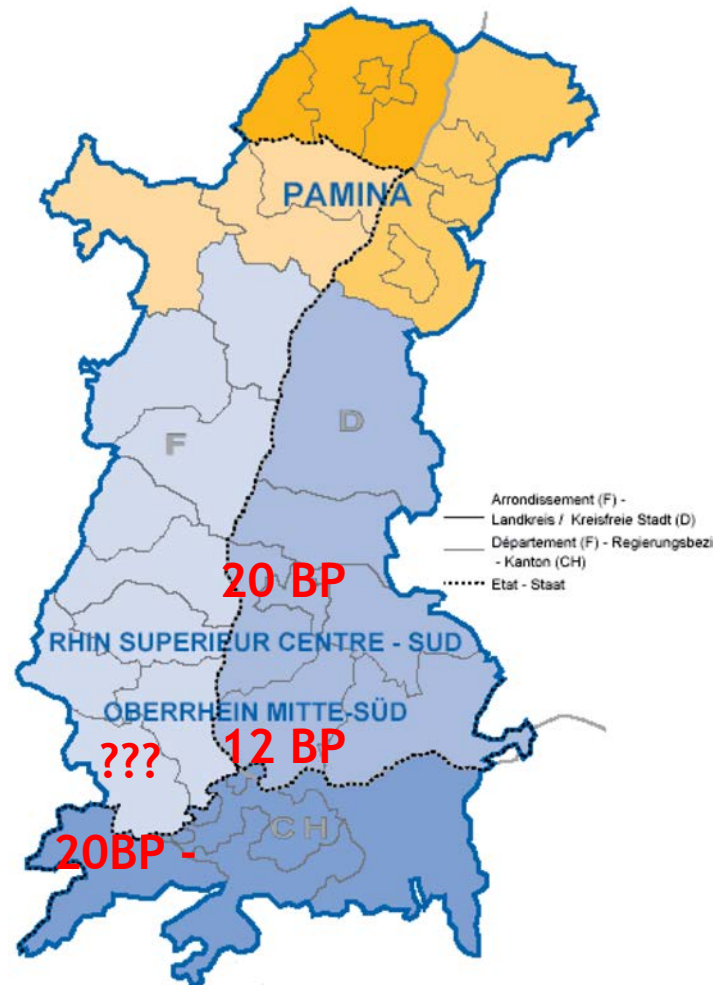 PAMINA
D
F
Arrondissement (F) -
Landkreis / Kreisfreie Stadt (D)
Département (F) - Regierungsbezi
- Kanton (CH)
Etat - Staat
20 BP
RHIN SUPERIEUR CENTRE - SUD
OBERRHEIN MITTE-SÜD
??? 12 BP
CH
20BP -